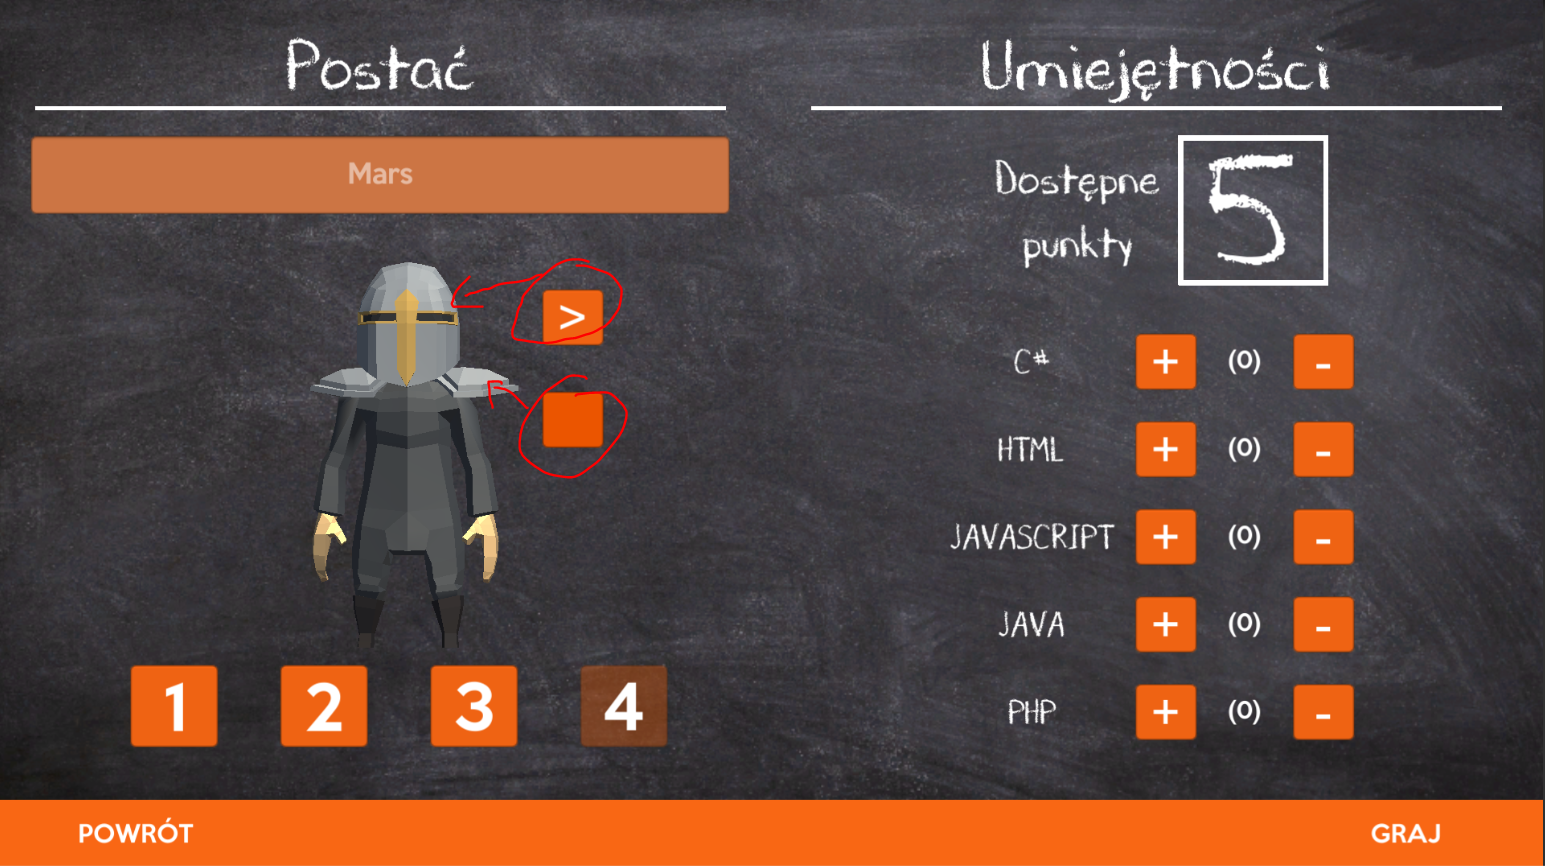 Postać
Mars
>
1
2
3
4
Umiejętności
Dostępne
punkty
5
C# + (0) -
HTML + (0) -
JAVASCRIPT + (0) -
JAVA + (0) -
PHP + (0) -
POWRÓT
GRAJ